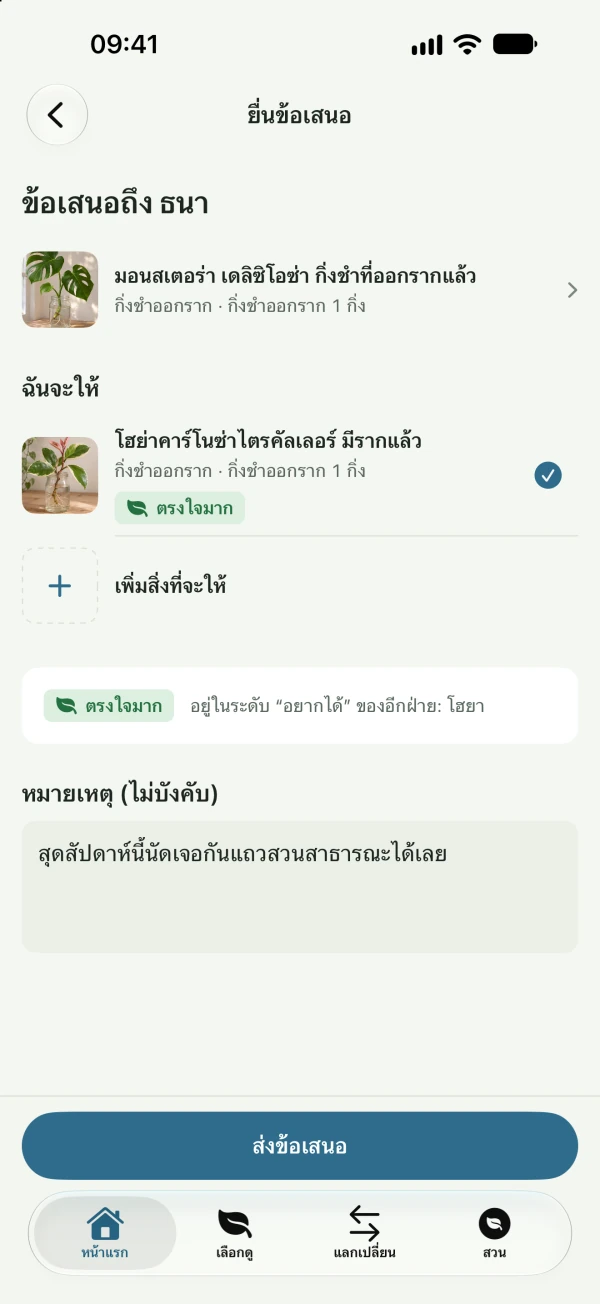 09:41
ยื่นข้อเสนอ
ข้อเสนอถึง ธนา
มอนสเตอร่า เดลิซิโอซ่า กิ่งชำที่ออกรากแล้ว
กิ่งชำออกราก · กิ่งชำออกราก 1 กิ่ง
ฉันจะให้
โฮย่าคาร์โนซ่าไตรคัลเลอร์ มีรากแล้ว
กิ่งชำออกราก · กิ่งชำออกราก 1 กิ่ง
ตรงใจมาก
เพิ่มสิ่งที่จะให้
ตรงใจมาก อยู่ในระดับ “อยากได้” ของอีกฝ่าย: โฮยา
หมายเหตุ (ไม่บังคับ)
สุดสัปดาห์นี้นัดเจอกันแถวสวนสาธารณะได้เลย
ส่งข้อเสนอ
หน้าแรก เลือกดู แลกเปลี่ยน สวน